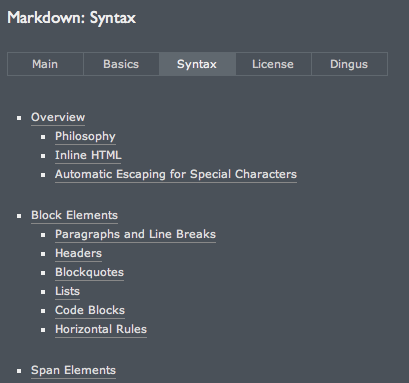 Markdown: Syntax
Main Basics Syntax License Dingus
Overview
Philosophy
Inline HTML
Automatic Escaping for Special Characters
Block Elements
Paragraphs and Line Breaks
Headers
Blockquotes
Lists
Code Blocks
Horizontal Rules
Span Elements